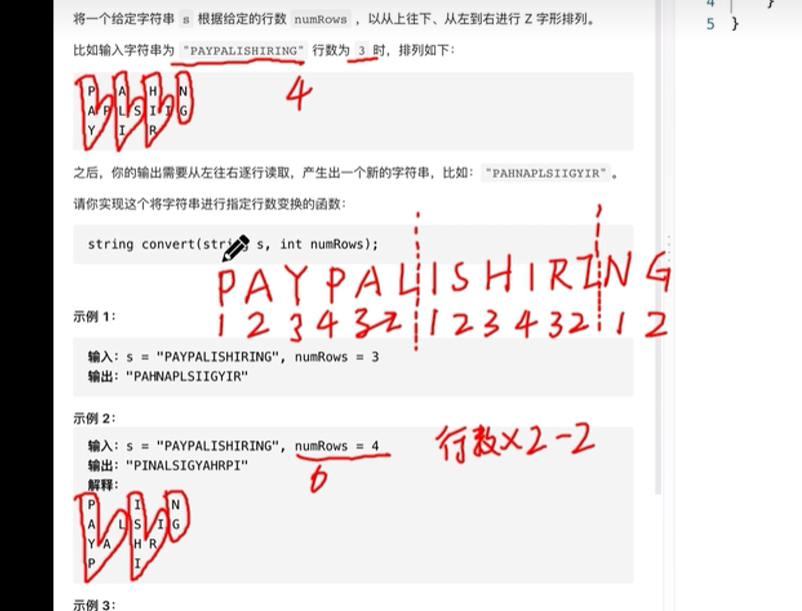 将一个给定字符串 s 根据给定的行数 numRows ，以从上往下、从左到右进行 Z 字形排列。
比如输入字符串为 "PAYPALISHIRING" 行数为 3 时，排列如下：
P A H N
A P L S I I G
Y I R
4
之后，你的输出需要从左往右逐行读取，产生出一个新的字符串，比如："PAHNAPLSIIGYIR"。
请你实现这个将字符串进行指定行数变换的函数：
string convert(string s, int numRows);
P A Y P A L I S H I R I N G
1 2 3 4 3 2 1 2 3 4 3 2 1 2
示例 1：
输入：s = "PAYPALISHIRING", numRows = 3
输出："PAHNAPLSIIGYIR"
示例 2：
输入：s = "PAYPALISHIRING", numRows = 4
输出："PINALSIGYAHRPI"
解释：
6
行数×2-2
P I N
A L S I G
Y A H R
P I
示例 3：
4 }
5 }